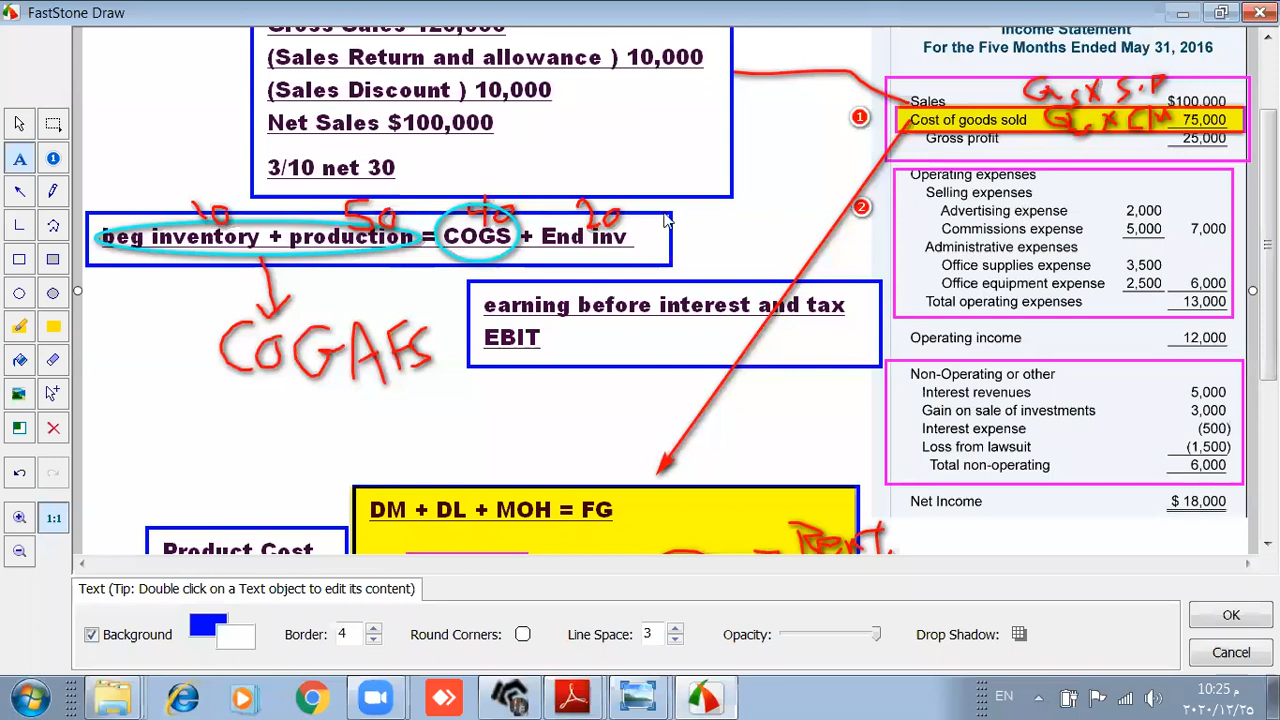 FastStone Draw
Gross Sales 120,000
(Sales Return and allowance ) 10,000
(Sales Discount ) 10,000
Net Sales $100,000
3/10 net 30
10 50 40 20
beg inventory + production = COGS + End inv
COGAFS
earning before interest and tax
EBIT
DM + DL + MOH = FG
Product Cost
Income Statement
For the Five Months Ended May 31, 2016
Sales $100,000
1
Cost of goods sold 75,000
Gross profit 25,000
Operating expenses
Selling expenses
2
Advertising expense 2,000
Commissions expense 5,000 7,000
Administrative expenses
Office supplies expense 3,500
Office equipment expense 2,500 6,000
Total operating expenses 13,000
Operating income 12,000
Non-Operating or other
Interest revenues 5,000
Gain on sale of investments 3,000
Interest expense (500)
Loss from lawsuit (1,500)
Total non-operating 6,000
Net Income $ 18,000
A
1
1:1
Text (Tip: Double click on a Text object to edit its content)
Background Border: 4 Round Corners: Line Space: 3 Opacity: Drop Shadow:
OK
Cancel
EN
10:25 م
٢٠٢٠/١٢/٢٥